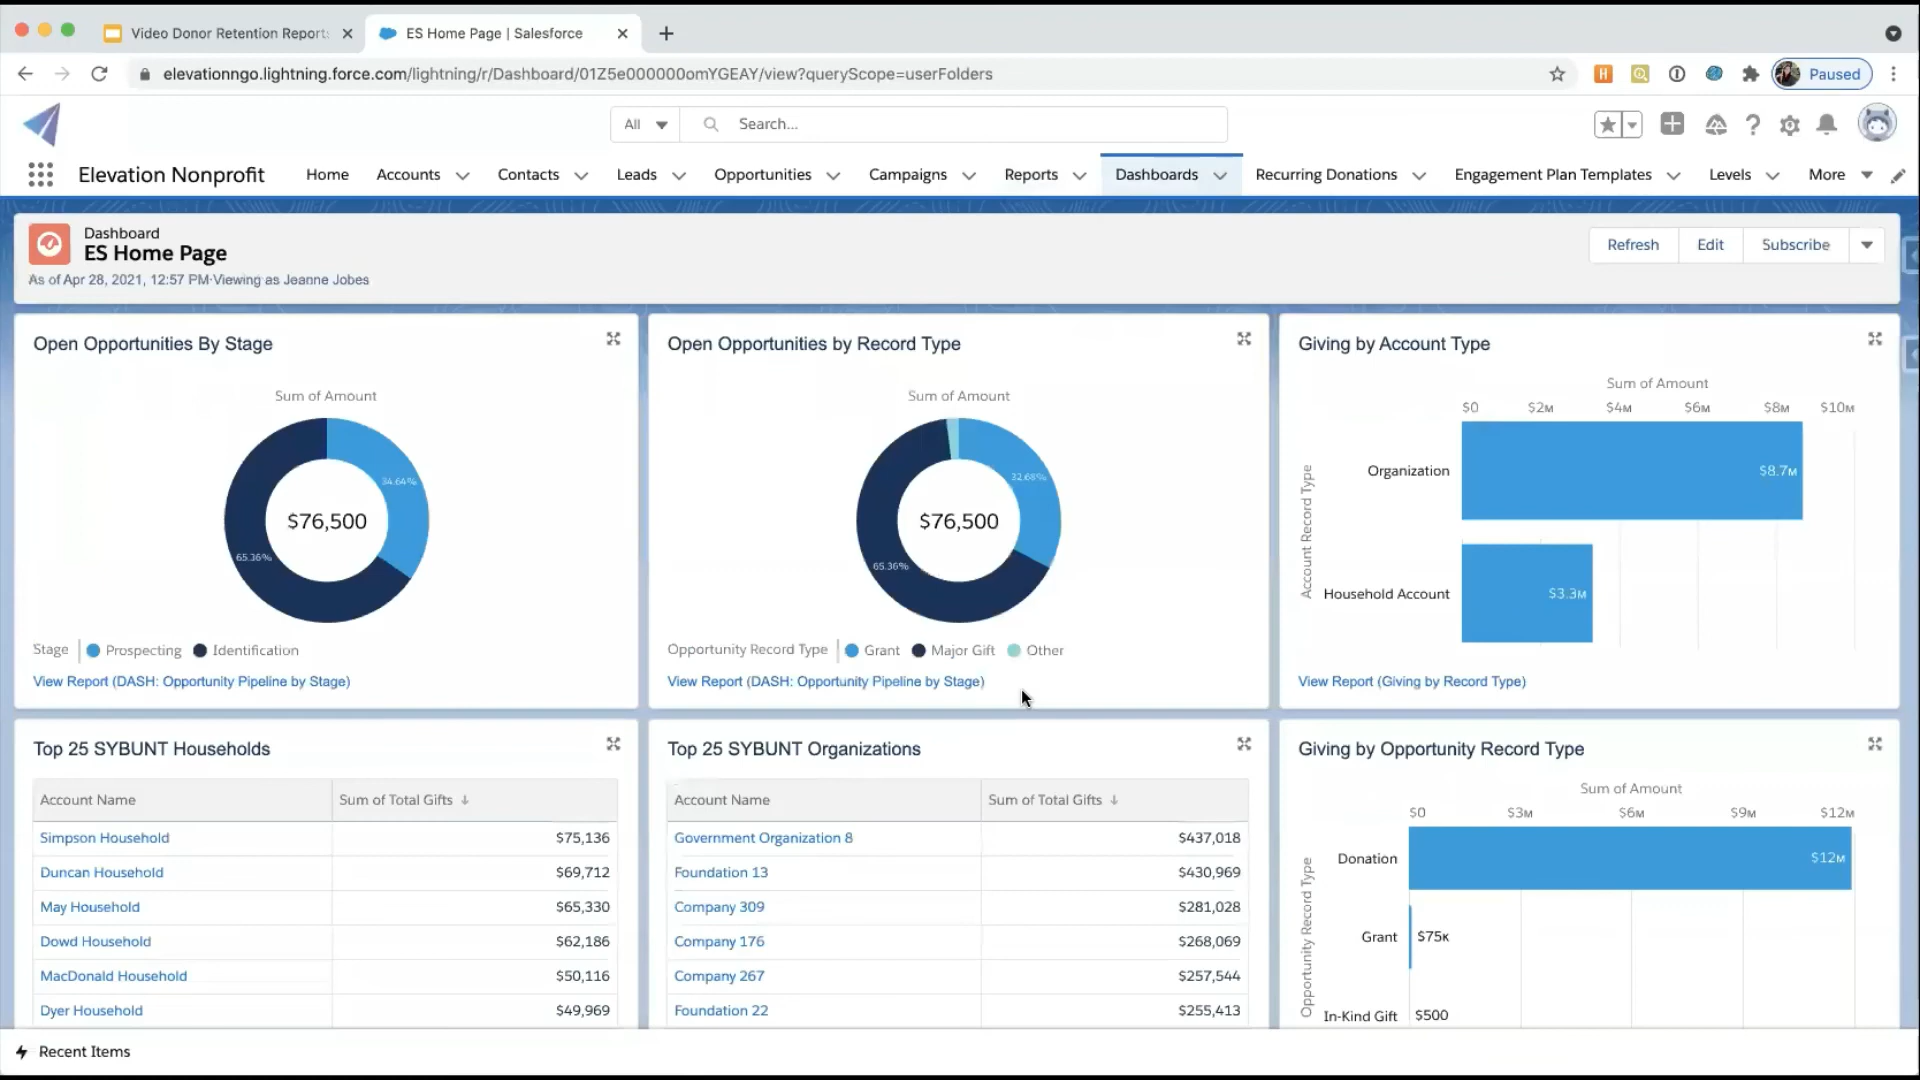 Video Donor Retention Report
ES Home Page | Salesforce
elevationngo.lightning.force.com/lightning/r/Dashboard/01Z5e000000omYGEAY/view?queryScope=userFolders
Paused
All
Search...
Elevation Nonprofit
Home
Accounts
Contacts
Leads
Opportunities
Campaigns
Reports
Dashboards
Recurring Donations
Engagement Plan Templates
Levels
More
Dashboard
ES Home Page
As of Apr 28, 2021, 12:57 PM·Viewing as Jeanne Jobes
Refresh
Edit
Subscribe
Open Opportunities By Stage
Sum of Amount
34.64%
$76,500
65.36%
Stage
Prospecting
Identification
View Report (DASH: Opportunity Pipeline by Stage)
Open Opportunities by Record Type
Sum of Amount
32.68%
$76,500
65.36%
Opportunity Record Type
Grant
Major Gift
Other
View Report (DASH: Opportunity Pipeline by Stage)
Giving by Account Type
Sum of Amount
$0 $2M $4M $6M $8M $10M
Account Record Type
Organization
$8.7M
Household Account
$3.3M
View Report (Giving by Record Type)
Top 25 SYBUNT Households
Account Name Sum of Total Gifts ↓
Simpson Household $75,136
Duncan Household $69,712
May Household $65,330
Dowd Household $62,186
MacDonald Household $50,116
Dyer Household $49,969
Top 25 SYBUNT Organizations
Account Name Sum of Total Gifts ↓
Government Organization 8 $437,018
Foundation 13 $430,969
Company 309 $281,028
Company 176 $268,069
Company 267 $257,544
Foundation 22 $255,413
Giving by Opportunity Record Type
Sum of Amount
$0 $3M $6M $9M $12M
Opportunity Record Type
Donation $12M
Grant $75K
In-Kind Gift $500
Recent Items